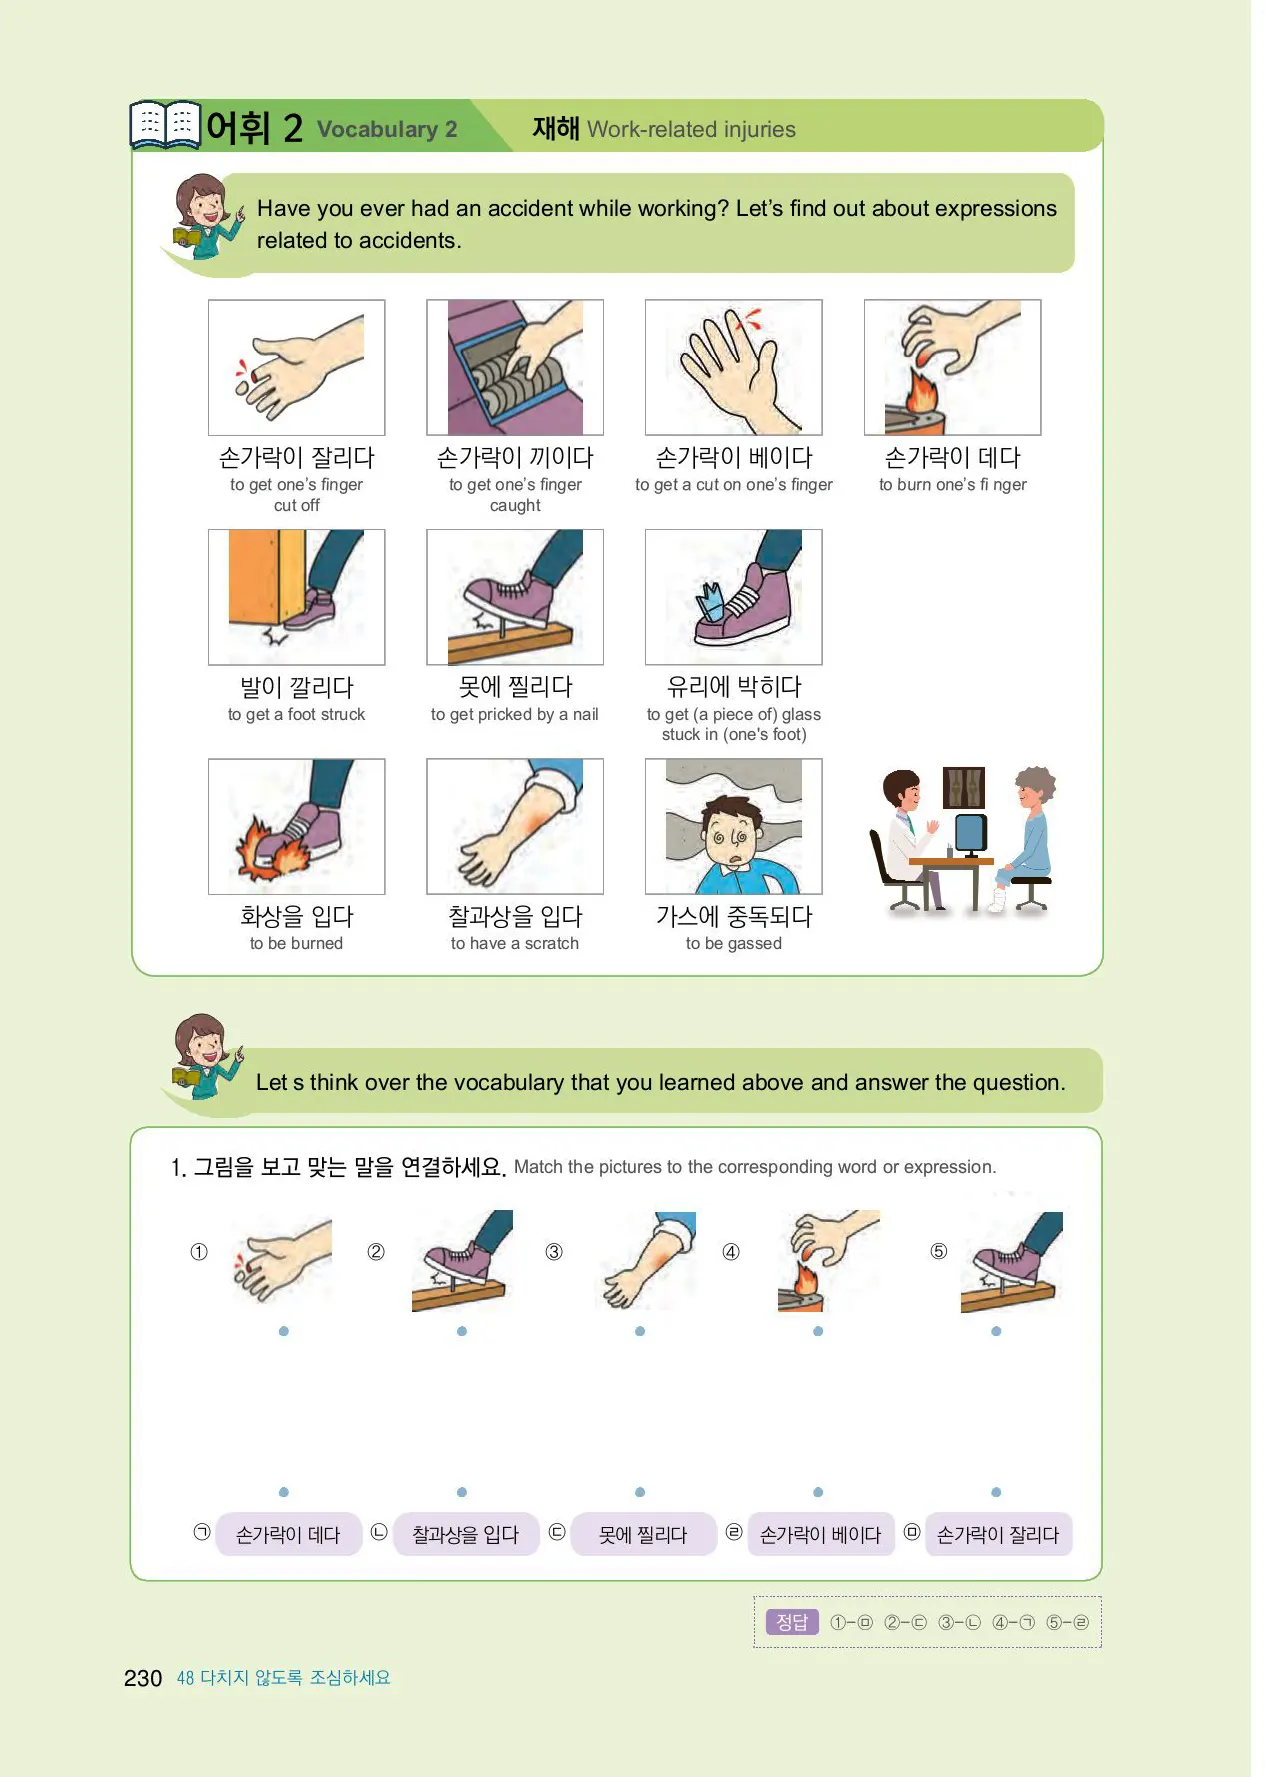 어휘 2 Vocabulary 2 재해 Work-related injuries
Have you ever had an accident while working? Let’s find out about expressions
related to accidents.
손가락이 잘리다 손가락이 끼이다 손가락이 베이다 손가락이 데다
to get one’s finger to get one’s finger to get a cut on one’s finger to burn one’s fi nger
cut off caught
발이 깔리다 못에 찔리다 유리에 박히다
to get a foot struck to get pricked by a nail to get (a piece of) glass
stuck in (one's foot)
화상을 입다 찰과상을 입다 가스에 중독되다
to be burned to have a scratch to be gassed
Let s think over the vocabulary that you learned above and answer the question.
1. 그림을 보고 맞는 말을 연결하세요. Match the pictures to the corresponding word or expression.
① ② ③ ④ ⑤
㉠ 손가락이 데다 ㉡ 찰과상을 입다 ㉢ 못에 찔리다 ㉣ 손가락이 베이다 ㉤ 손가락이 잘리다
정답 ①-㉤ ②-㉢ ③-㉡ ④-㉠ ⑤-㉣
230 48 다치지 않도록 조심하세요